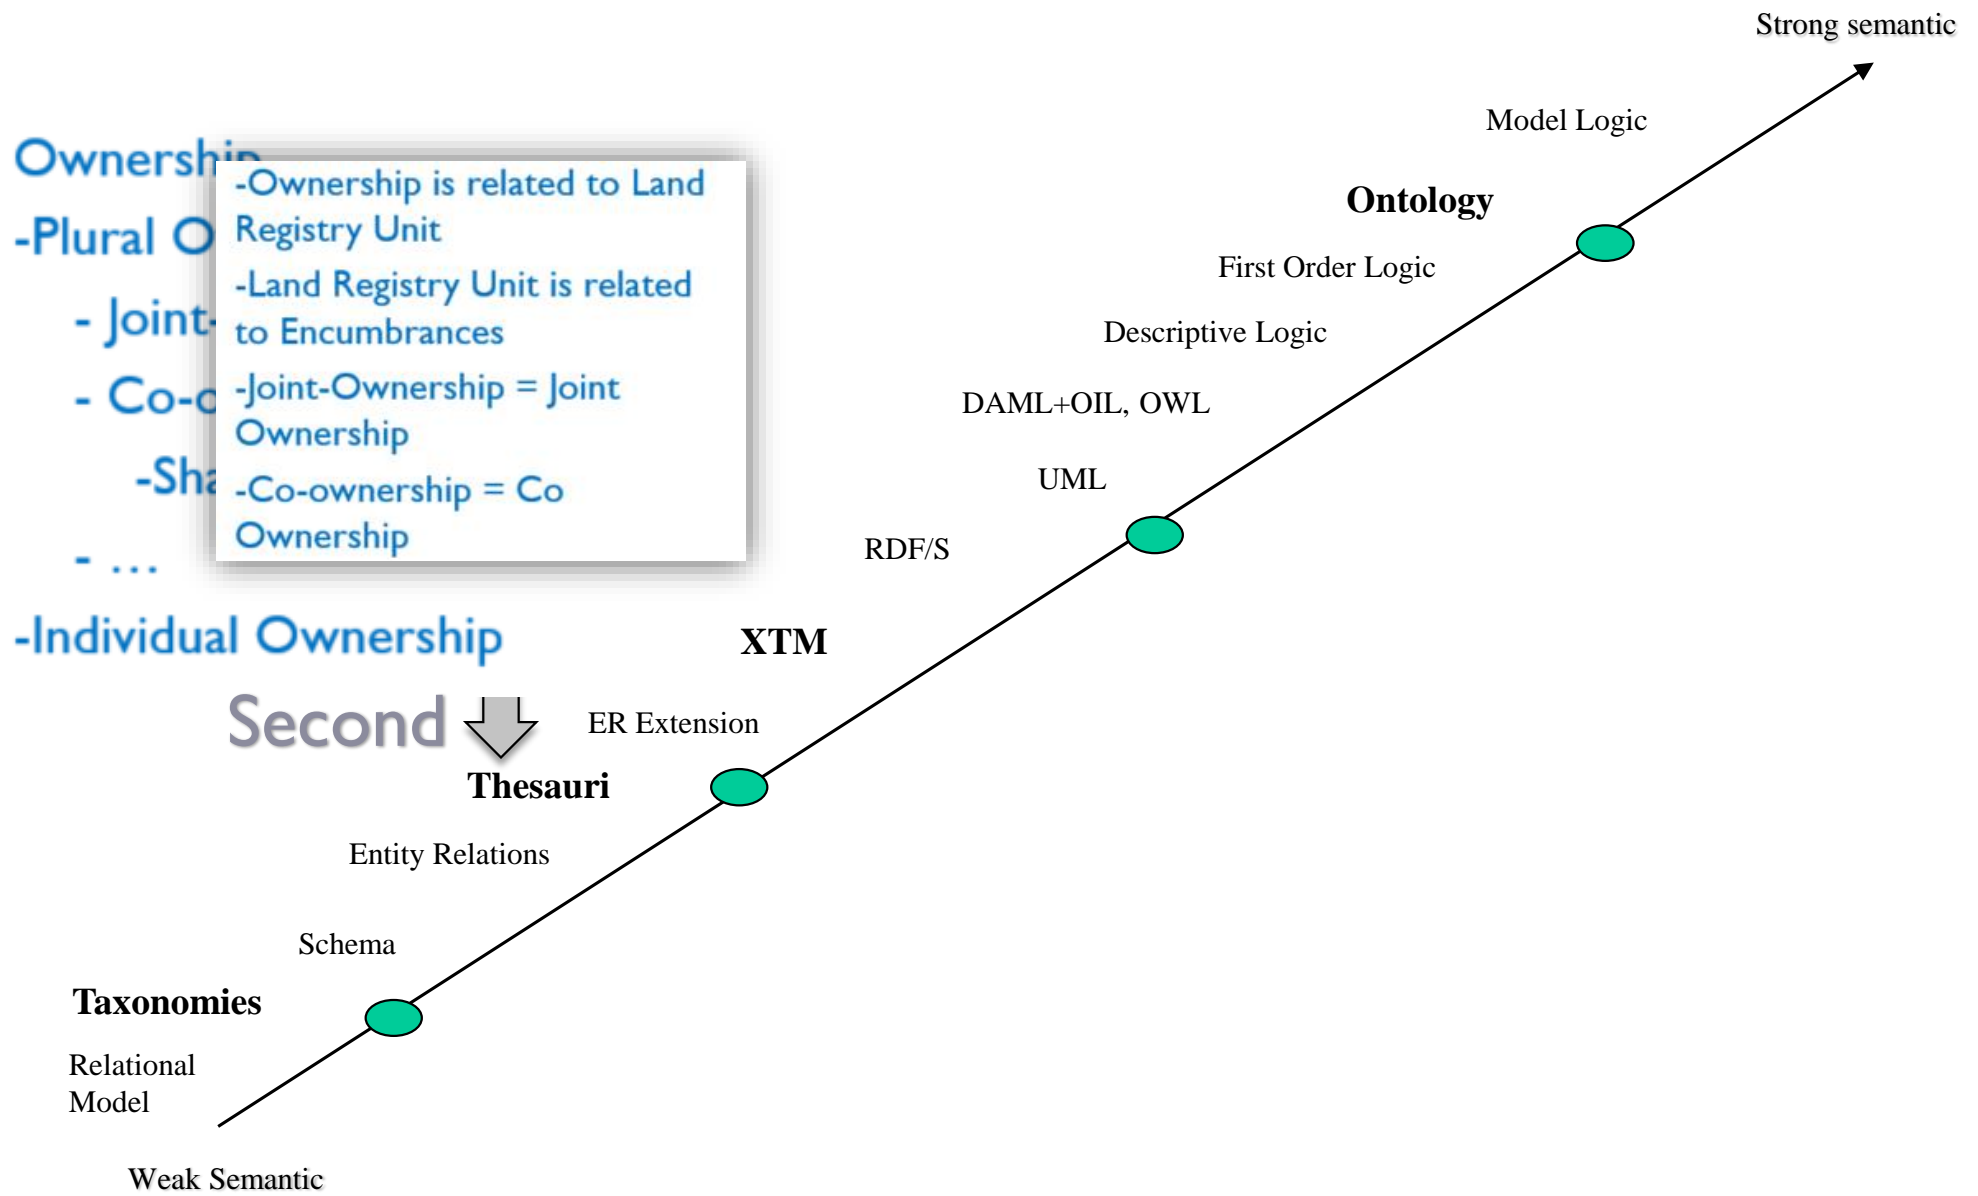 Strong semantic
Model Logic
Ontology
First Order Logic
Descriptive Logic
DAML+OIL, OWL
UML
RDF/S
XTM
ER Extension
Thesauri
Entity Relations
Schema
Taxonomies
Relational
Model
Weak Semantic
Ownership
-Plural
- Joint-
-
-
- ...
-Individual Ownership
-Ownership is related to Land
Registry Unit
-Land Registry Unit is related
to Encumbrances
-Joint-Ownership = Joint
Ownership
-Co-ownership = Co
Ownership
Second